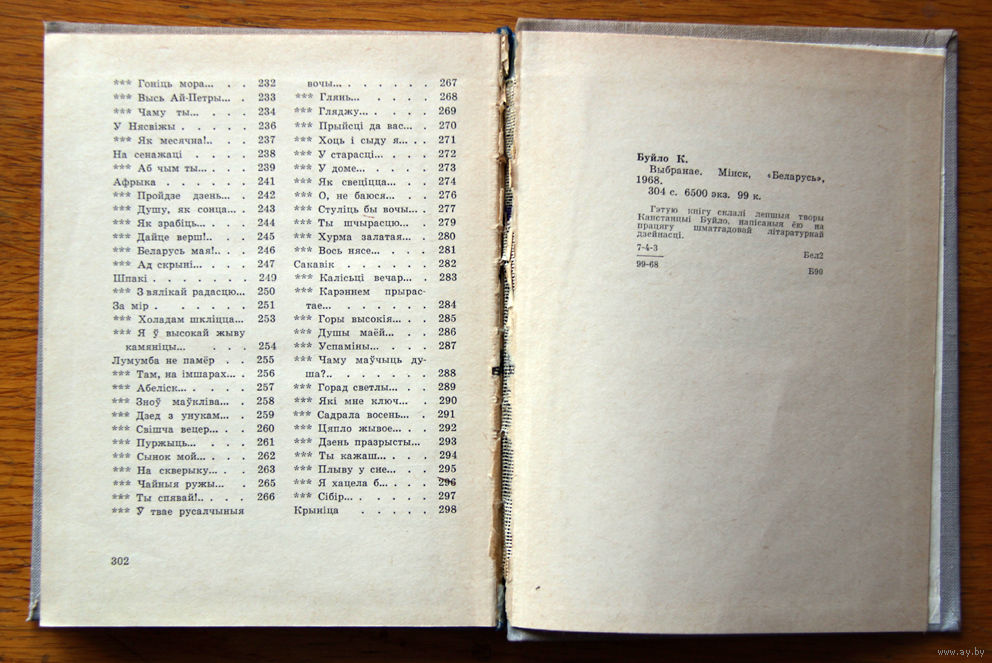 *** Гоніць мора... . . 232
*** Высь Ай-Петры... . 233
*** Чаму ты... . . . 234
У Нясвіжы . . . . . 236
*** Як месячна!.. . . 237
На сенажаці . . . . 238
*** Аб чым ты... . . 239
Афрыка . . . . . . 241
*** Пройдзе дзень... . 242
*** Душу, як сонца... . 243
*** Як зрабіць... . . . 244
*** Дайце верш!.. . . 245
*** Беларусь мая!.. . . 246
*** Ад скрыні... . . . 247
Шпакі . . . . . . . 249
*** З вялікай радасцю... 250
За мір . . . . . . . 251
*** Холадам шкліцца... 253
*** Я ў высокай жыву
камяніцы... . . . 254
Лумумба не памёр . . 255
*** Там, на імшарах... . 256
*** Абеліск... . . . . 257
*** Зноў маўкліва... . 258
*** Дзед з унукам... . 259
*** Свішча вецер... . . 260
*** Пуржыць... . . . 261
*** Сынок мой... . . . 262
*** На скверыку... . . 263
*** Чайныя ружы... . . 265
*** Ты спявай!.. . . . 266
*** Ў твае русалчыныя
302
вочы... . . . . . . 267
*** Глянь... . . . . 268
*** Гляджу... . . . . 269
*** Прыйсці да вас... . 270
*** Хоць і сыду я... . . 271
*** У старасці... . . . 272
*** У доме... . . . . 273
*** Як свеціцца... . . 274
*** О, не баюся... . . 276
*** Стуліць бы вочы... . 277
*** Ты шчырасцю... . . 279
*** Хурма залатая... . 280
*** Вось нясе... . . . 281
Сакавік . . . . . . 282
*** Калісьці вечар... . 283
*** Карэннем прырас-
тае... . . . . . . 284
*** Горы высокія... . . 285
*** Душы маёй... . . 286
*** Успаміны... . . . 287
*** Чаму маўчыць ду-
ша?.. . . . . . . 288
*** Горад светлы... . . 289
*** Які мне ключ... . 290
*** Садрала восень... . 291
*** Цяпло жывое... . . 292
*** Дзень празрысты... 293
*** Ты кажаш... . . . 294
*** Плыву у сне... . . 295
*** Я хацела б... . . . 296
*** Сібір... . . . . . 297
Крыніца . . . . . 298
Буйло К.
Выбранае. Мінск, «Беларусь»,
1968.
304 с. 6500 экз. 99 к.
Гэтую кнігу склалі лепшыя творы
Канстанцыі Буйло, напісаныя ёю на
працягу шматгадовай літаратурнай
дзейнасці.
7-4-3
Бел2
99-68
Б90
www.ay.by